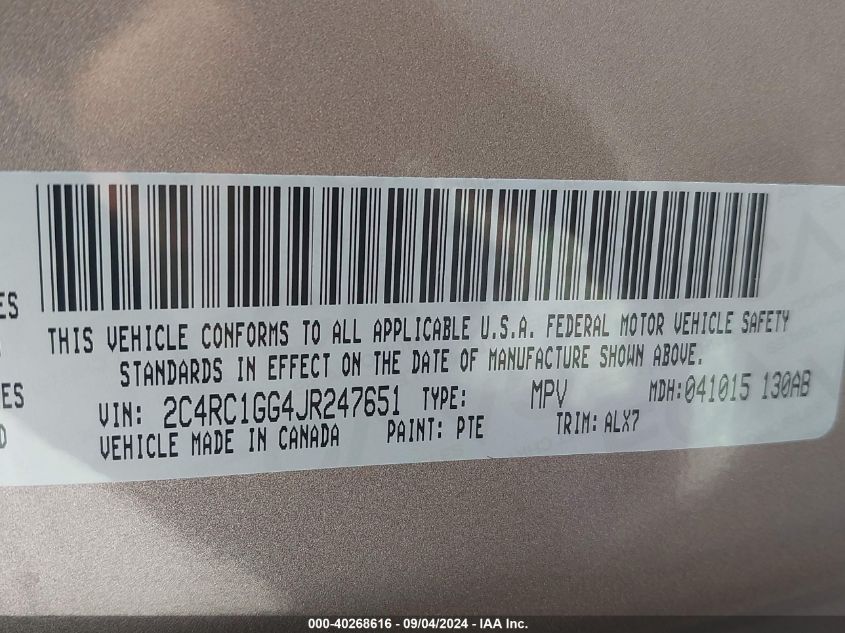 ES
THIS VEHICLE CONFORMS TO ALL APPLICABLE U.S.A. FEDERAL MOTOR VEHICLE SAFETY
STANDARDS IN EFFECT ON THE DATE OF MANUFACTURE SHOWN ABOVE.
ES
VIN: 2C4RC1GG4JR247651 TYPE: MPV MDH:041015 130AB
D
VEHICLE MADE IN CANADA PAINT: PTE TRIM: ALX7
000-40268616 - 09/04/2024 - IAA Inc.